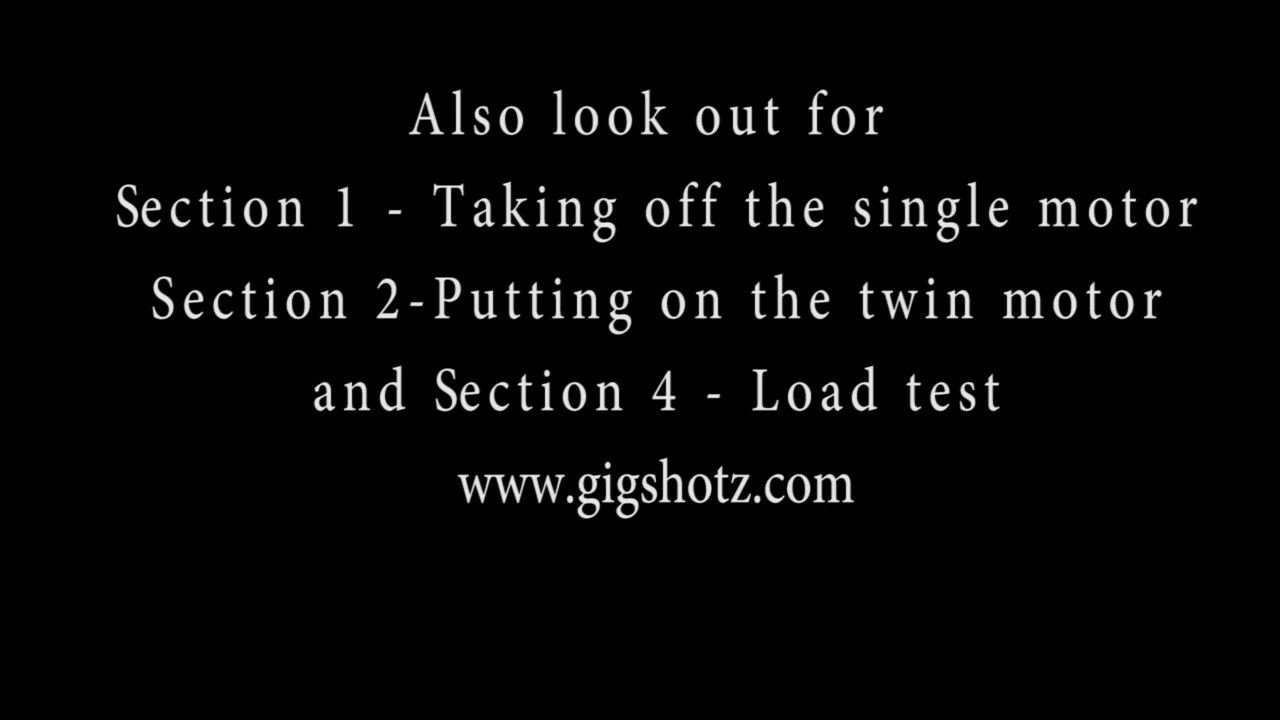 Also look out for
Section 1 - Taking off the single motor
Section 2-Putting on the twin motor
and Section 4 - Load test
www.gigshotz.com